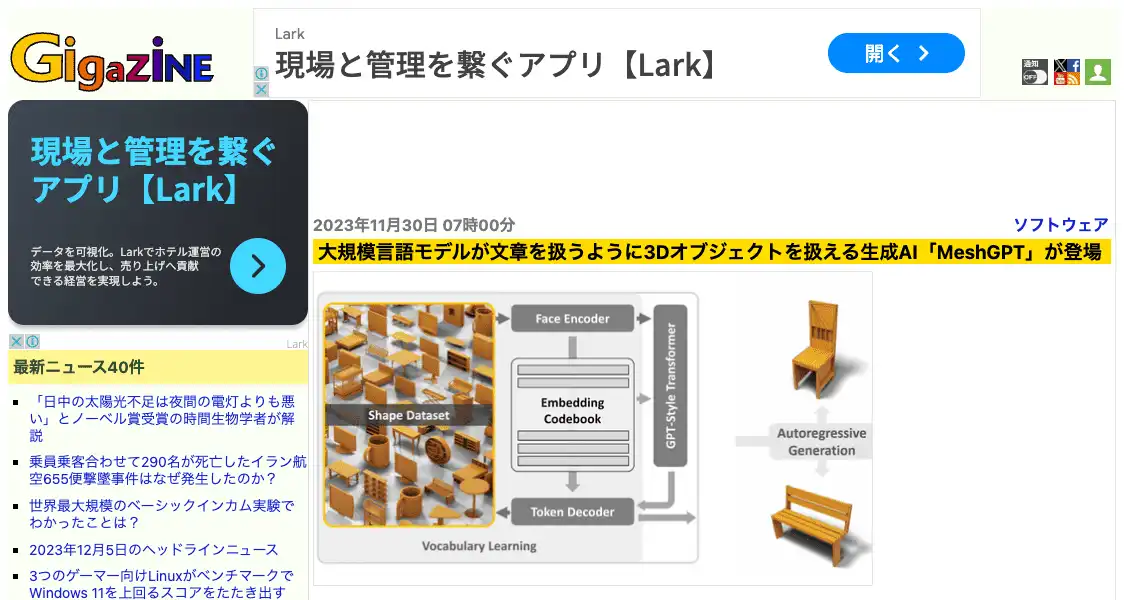 GigaZiNE
Lark
現場と管理を繋ぐアプリ【Lark】
開く
通知
OFF
現場と管理を繋ぐ
アプリ【Lark】
データを可視化。Larkでホテル運営の
効率を最大化し、売り上げへ貢献
できる経営を実現しよう。
Lark
最新ニュース40件
「日中の太陽光不足は夜間の電灯よりも悪
い」とノーベル賞受賞の時間生物学者が解
説
乗員乗客合わせて290名が死亡したイラン航
空655便撃墜事件はなぜ発生したのか？
世界最大規模のベーシックインカム実験で
わかったことは？
2023年12月5日のヘッドラインニュース
3つのゲーマー向けLinuxがベンチマークで
Windows 11を上回るスコアをたたき出す
2023年11月30日 07時00分
ソフトウェア
大規模言語モデルが文章を扱うように3Dオブジェクトを扱える生成AI「MeshGPT」が登場
Shape Dataset
Face Encoder
Embedding
Codebook
GPT-Style Transformer
Token Decoder
Vocabulary Learning
Autoregressive
Generation